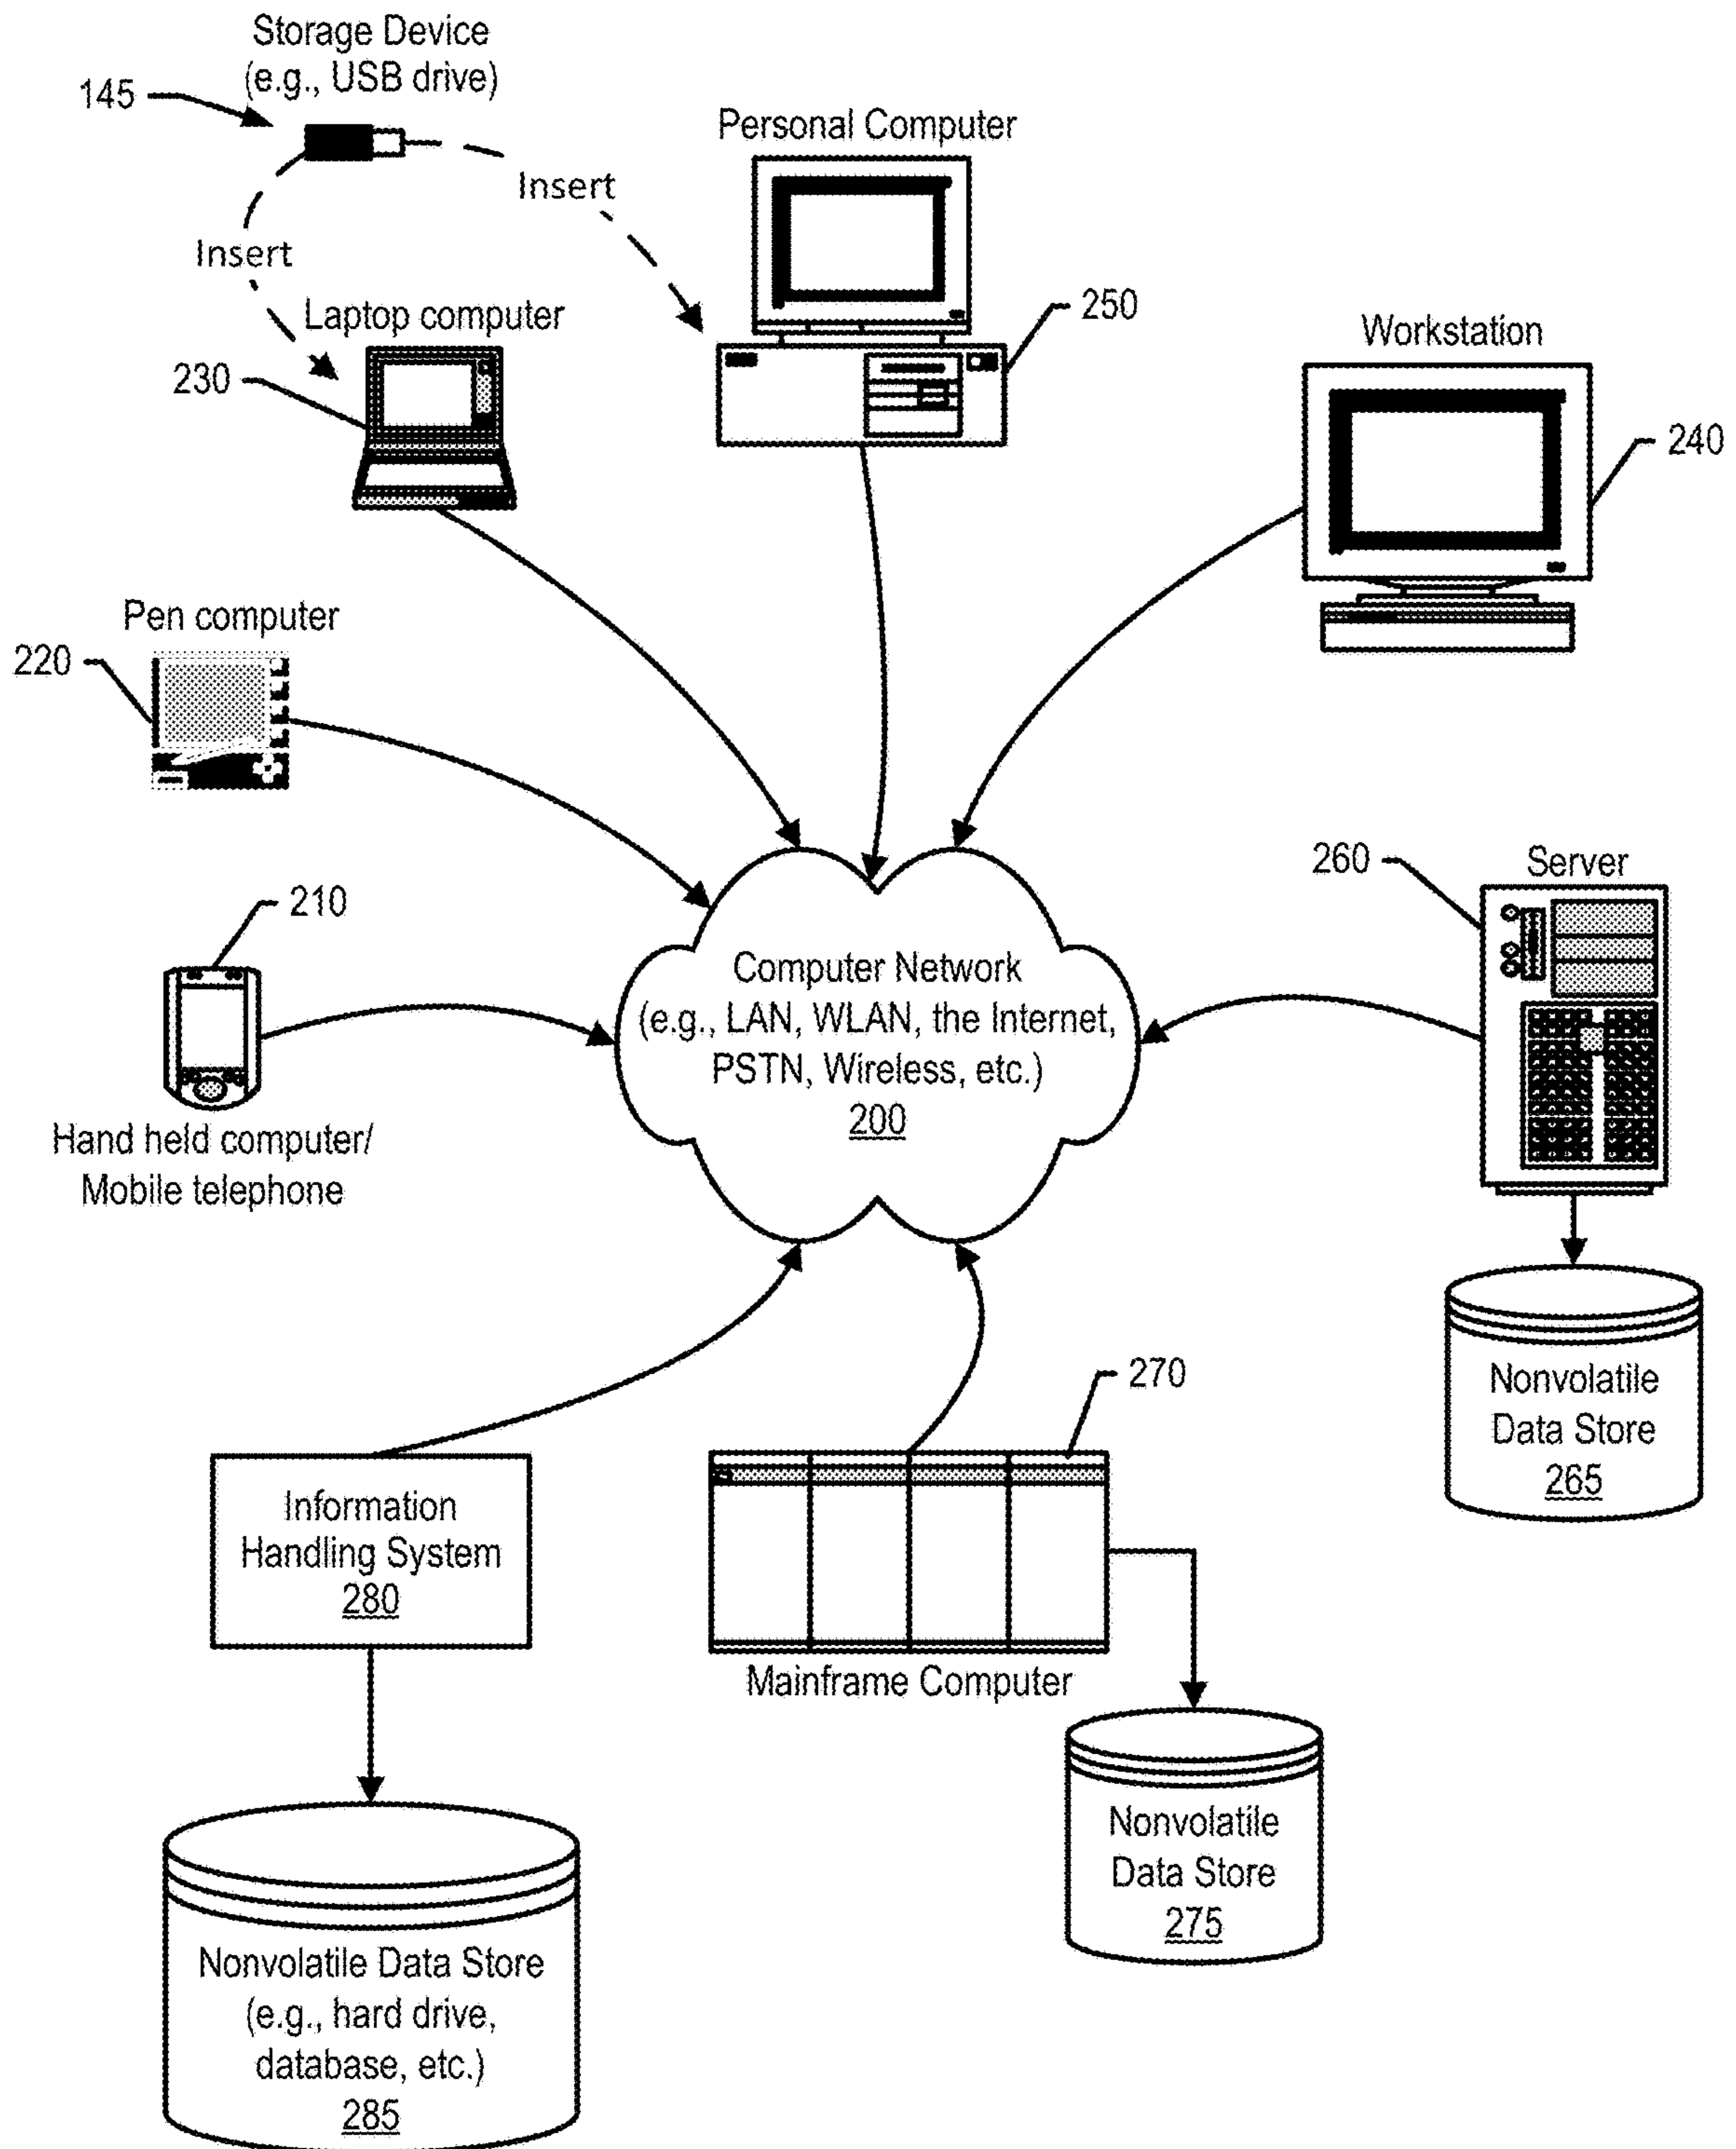 Storage Device
(e.g., USB drive)
145
Insert
Insert
Personal Computer
250
Laptop computer
230
Workstation
240
Pen computer
220
210
Hand held computer/
Mobile telephone
Computer Network
(e.g., LAN, WLAN, the Internet,
PSTN, Wireless, etc.)
200
260
Server
Nonvolatile
Data Store
265
270
Mainframe Computer
Nonvolatile
Data Store
275
Information
Handling System
280
Nonvolatile Data Store
(e.g., hard drive,
database, etc.)
285